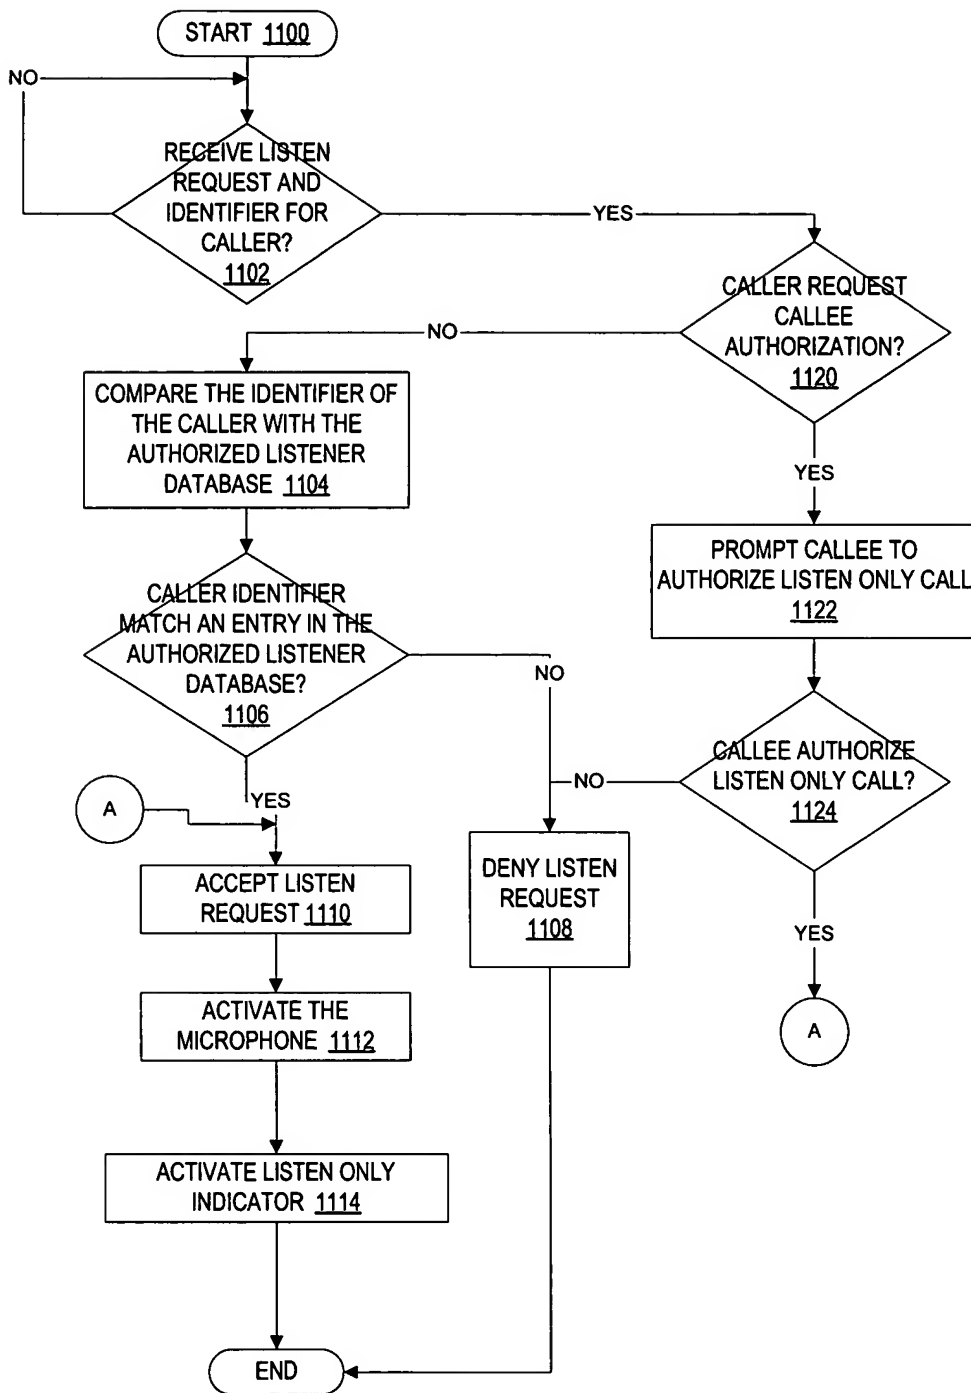 START 1100
NO
RECEIVE LISTEN
REQUEST AND
IDENTIFIER FOR
CALLER?
1102
YES
CALLER REQUEST
CALLEE
AUTHORIZATION?
1120
NO
COMPARE THE IDENTIFIER OF
THE CALLER WITH THE
AUTHORIZED LISTENER
DATABASE 1104
YES
PROMPT CALLEE TO
AUTHORIZE LISTEN ONLY CALL
1122
CALLER IDENTIFIER
MATCH AN ENTRY IN THE
AUTHORIZED LISTENER
DATABASE?
1106
NO
CALLEE AUTHORIZE
LISTEN ONLY CALL?
1124
NO
YES
A
DENY LISTEN
REQUEST
1108
ACCEPT LISTEN
REQUEST 1110
YES
A
ACTIVATE THE
MICROPHONE 1112
ACTIVATE LISTEN ONLY
INDICATOR 1114
END